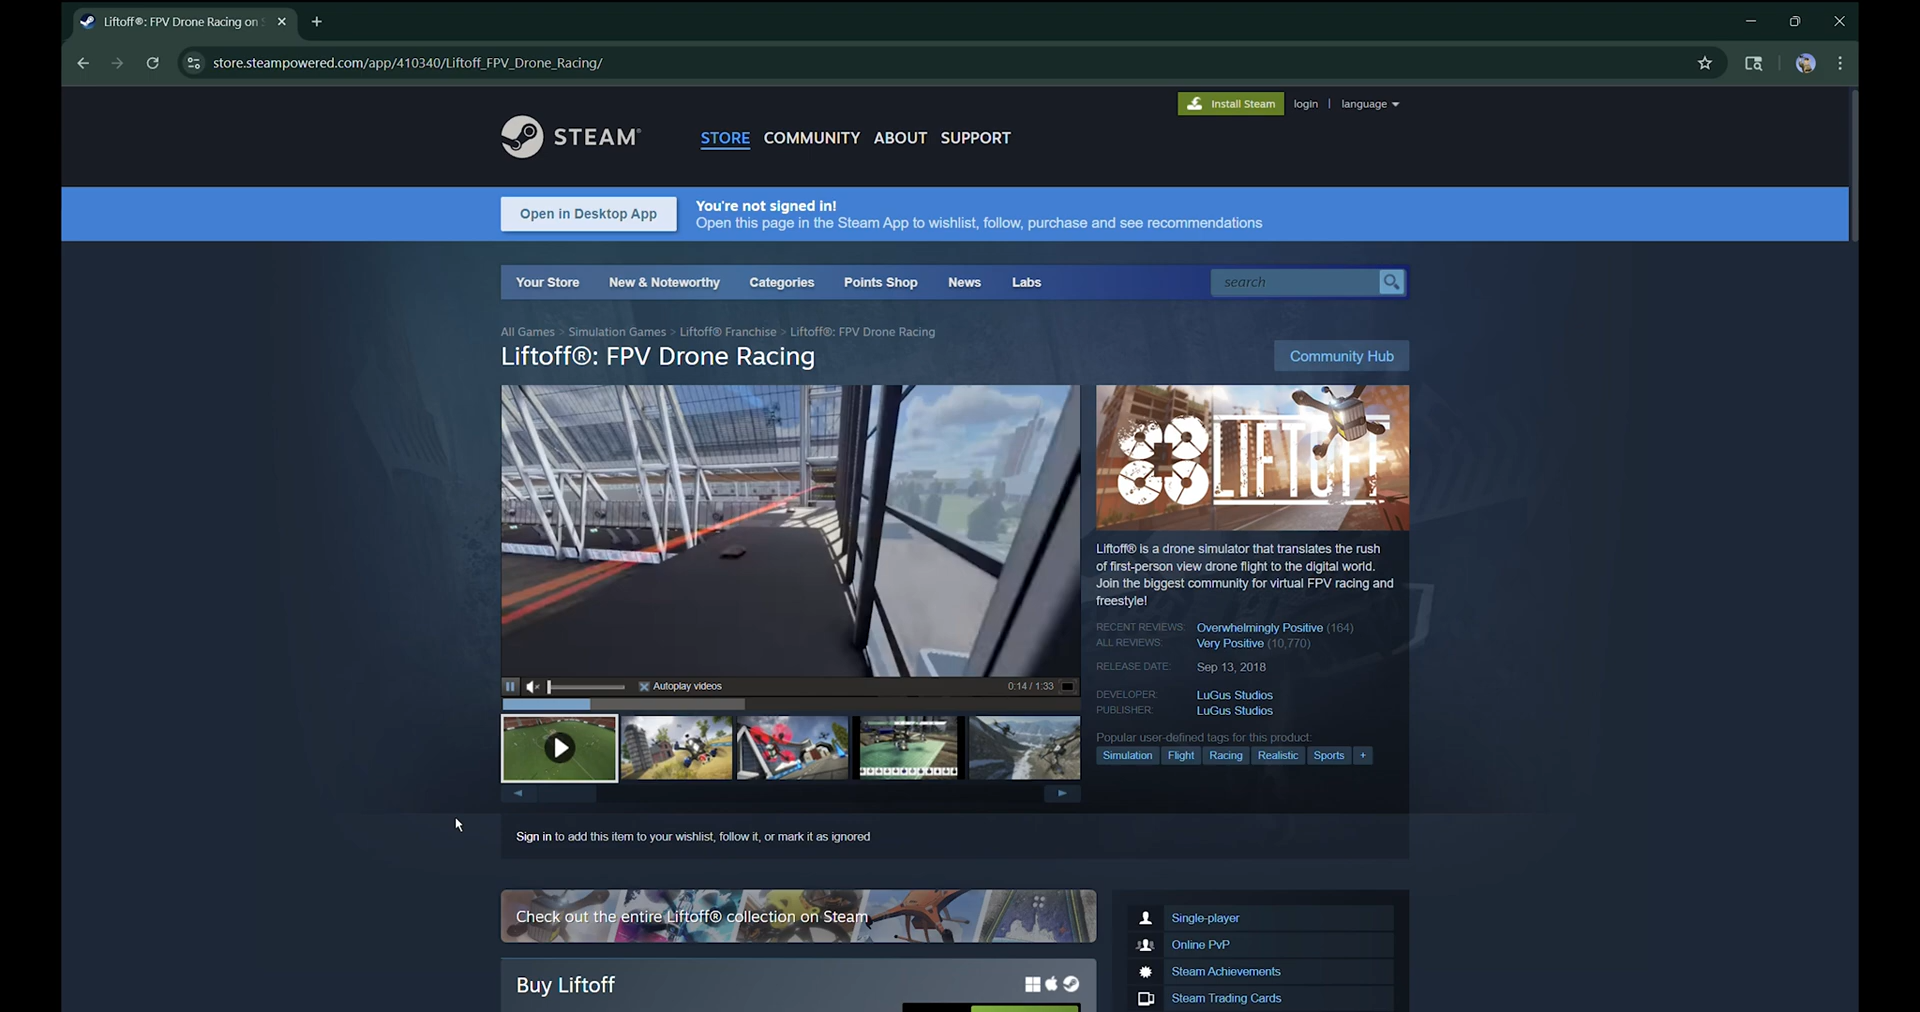 Liftoff®: FPV Drone Racing on
store.steampowered.com/app/410340/Liftoff_FPV_Drone_Racing/
Install Steam login | language
STEAM®
STORE COMMUNITY ABOUT SUPPORT
Open in Desktop App
You're not signed in!
Open this page in the Steam App to wishlist, follow, purchase and see recommendations
Your Store New & Noteworthy Categories Points Shop News Labs search
All Games > Simulation Games > Liftoff® Franchise > Liftoff®: FPV Drone Racing
Liftoff®: FPV Drone Racing
Community Hub
LIFTOFF
Liftoff® is a drone simulator that translates the rush
of first-person view drone flight to the digital world.
Join the biggest community for virtual FPV racing and
freestyle!
RECENT REVIEWS: Overwhelmingly Positive (164)
ALL REVIEWS: Very Positive (10,770)
RELEASE DATE: Sep 13, 2018
DEVELOPER: LuGus Studios
PUBLISHER: LuGus Studios
Popular user-defined tags for this product:
Simulation Flight Racing Realistic Sports +
Autoplay videos 0:14 / 1:33
Sign in to add this item to your wishlist, follow it, or mark it as ignored
Check out the entire Liftoff® collection on Steam
Buy Liftoff
Single-player
Online PvP
Steam Achievements
Steam Trading Cards